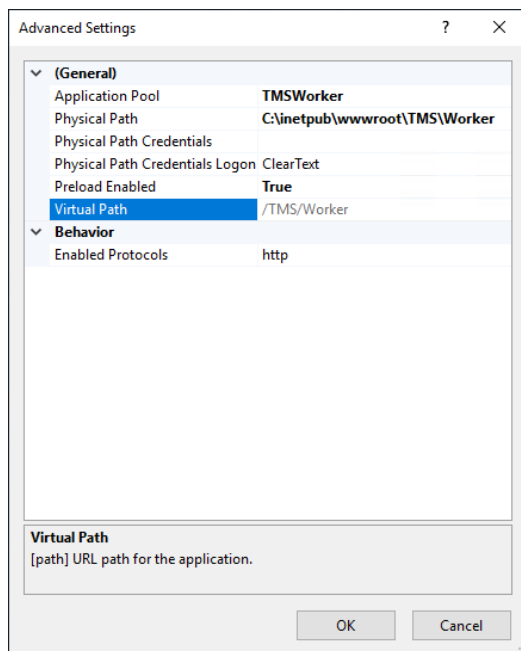 Advanced Settings ? ×
(General)
Application Pool TMSWorker
Physical Path C:\inetpub\wwwroot\TMS\Worker
Physical Path Credentials
Physical Path Credentials Logon ClearText
Preload Enabled True
Virtual Path /TMS/Worker
Behavior
Enabled Protocols http
Virtual Path
[path] URL path for the application.
OK Cancel